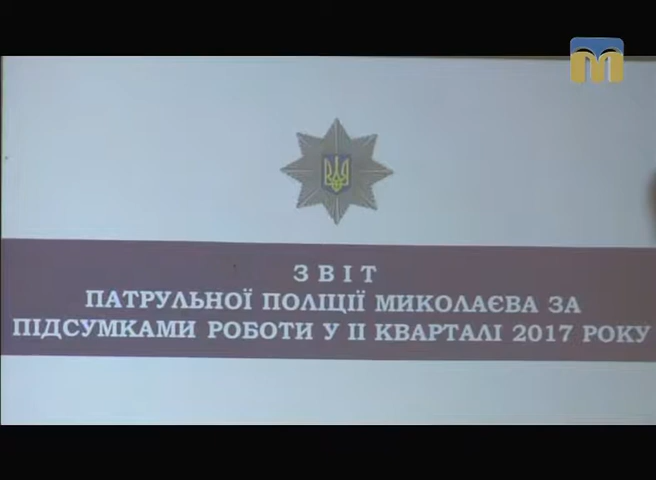 ЗВІТ
ПАТРУЛЬНОЇ ПОЛІЦІЇ МИКОЛАЄВА ЗА
ПІДСУМКАМИ РОБОТИ У ІІ КВАРТАЛІ 2017 РОКУ